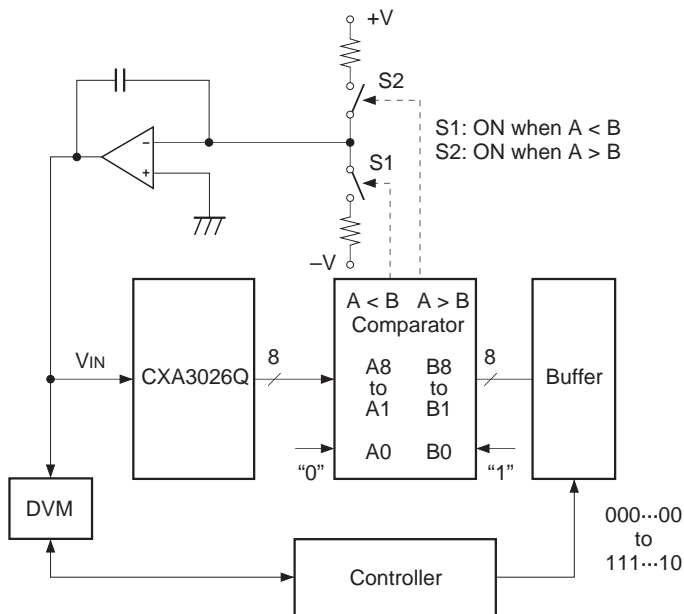 +V
S2
S1: ON when A < B
S2: ON when A > B
–
+
S1
–V
A < B A > B
Comparator
VIN
8
CXA3026Q
A8 B8
to to
A1 B1
8
Buffer
A0 B0
“0”
“1”
DVM
000···00
to
111···10
Controller